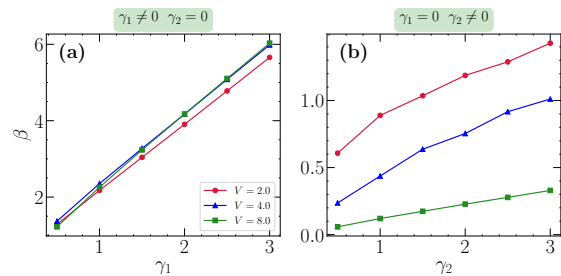 γ₁ ≠ 0 γ₂ = 0
γ₁ = 0 γ₂ ≠ 0
(a)
β
6
4
2
1
2
3
γ₁
V = 2.0
V = 4.0
V = 8.0
(b)
1.0
0.5
0.0
1
2
3
γ₂